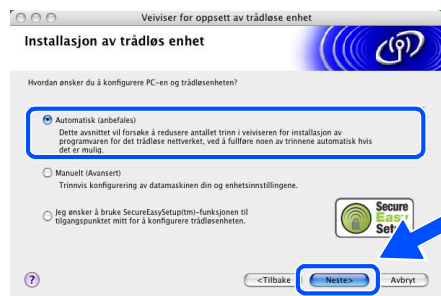 Veiviser for oppsett av trådløse enhet
Installasjon av trådløs enhet
Hvordan ønsker du å konfigurere PC-en og trådløsenheten?
Automatisk (anbefales)
Dette avsnittet vil forsøke å redusere antallet trinn i veiviseren for installasjon av
programvaren for det trådløse nettverket, ved å fullføre noen av trinnene automatisk hvis
det er mulig.
Manuelt (Avansert)
Trinnvis konfigurering av datamaskinen din og enhetsinnstillingene.
Jeg ønsker å bruke SecureEasySetup(tm)-funksjonen til
tilgangspunktet mitt for å konfigurere trådløsenheten.
Secure
Easy
Set
?
<Tilbake
Neste>
Avbryt